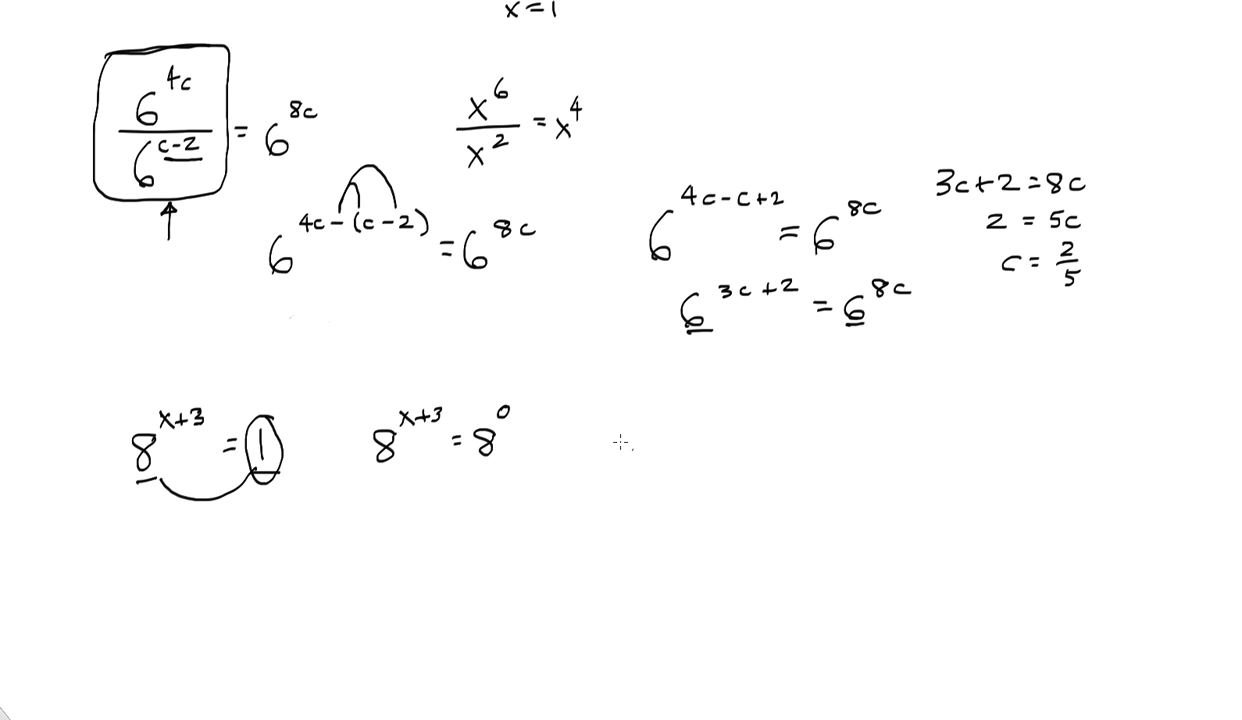 x=1
6^{4c}/6^{c-2} = 6^{8c}
x^6/x^2 = x^4
6^{4c-(c-2)} = 6^{8c}
6^{4c-c+2} = 6^{8c}
6^{3c+2} = 6^{8c}
3c+2=8c
2 = 5c
c = 2/5
8^{x+3} = 1
8^{x+3} = 8^0